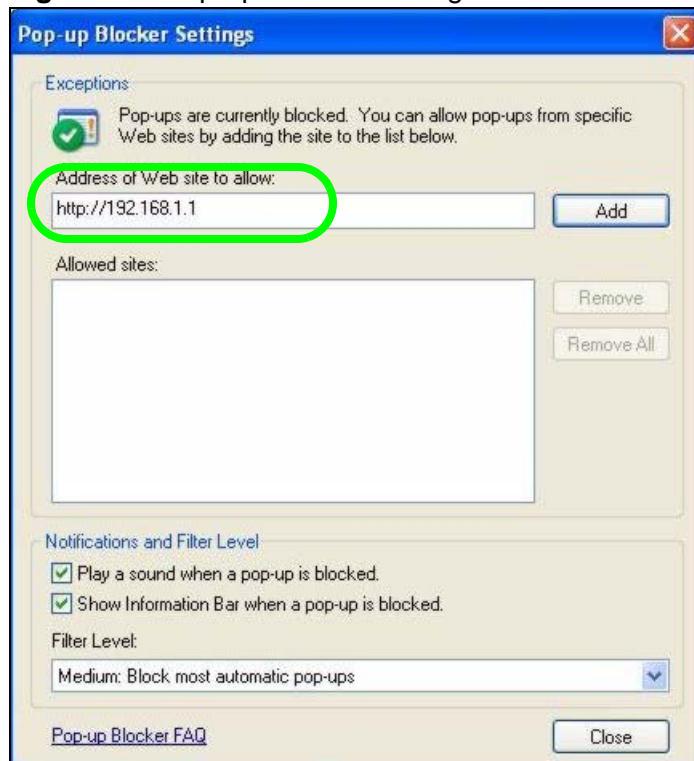 Pop-up Blocker Settings
Exceptions
Pop-ups are currently blocked. You can allow pop-ups from specific
Web sites by adding the site to the list below.
Address of Web site to allow:
http://192.168.1.1
Add
Allowed sites:
Remove
Remove All
Notifications and Filter Level
Play a sound when a pop-up is blocked.
Show Information Bar when a pop-up is blocked.
Filter Level:
Medium: Block most automatic pop-ups
Pop-up Blocker FAQ
Close